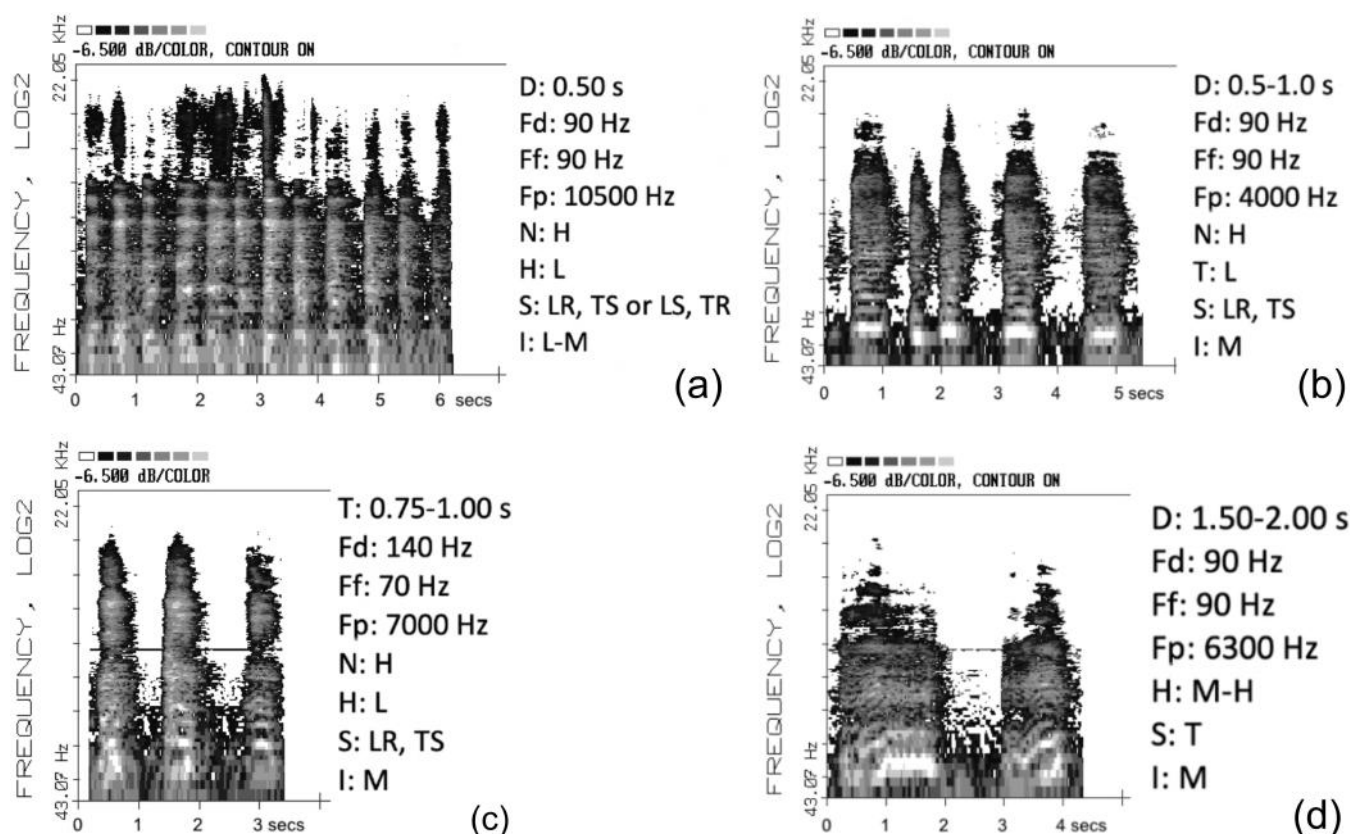 -6.500 dB/COLOR, CONTOUR ON
FREQUENCY, LOG2
22.05 KHz
43.07 Hz
0 1 2 3 4 5 6 secs
D: 0.50 s
Fd: 90 Hz
Ff: 90 Hz
Fp: 10500 Hz
N: H
H: L
S: LR, TS or LS, TR
I: L-M
(a)
-6.500 dB/COLOR, CONTOUR ON
FREQUENCY, LOG2
22.05 KHz
43.07 Hz
0 1 2 3 4 5 secs
D: 0.5-1.0 s
Fd: 90 Hz
Ff: 90 Hz
Fp: 4000 Hz
N: H
T: L
S: LR, TS
I: M
(b)
-6.500 dB/COLOR
FREQUENCY, LOG2
22.05 KHz
43.07 Hz
0 1 2 3 secs
T: 0.75-1.00 s
Fd: 140 Hz
Ff: 70 Hz
Fp: 7000 Hz
N: H
H: L
S: LR, TS
I: M
(c)
-6.500 dB/COLOR, CONTOUR ON
FREQUENCY, LOG2
22.05 KHz
43.07 Hz
0 1 2 3 4 secs
D: 1.50-2.00 s
Fd: 90 Hz
Ff: 90 Hz
Fp: 6300 Hz
H: M-H
S: T
I: M
(d)